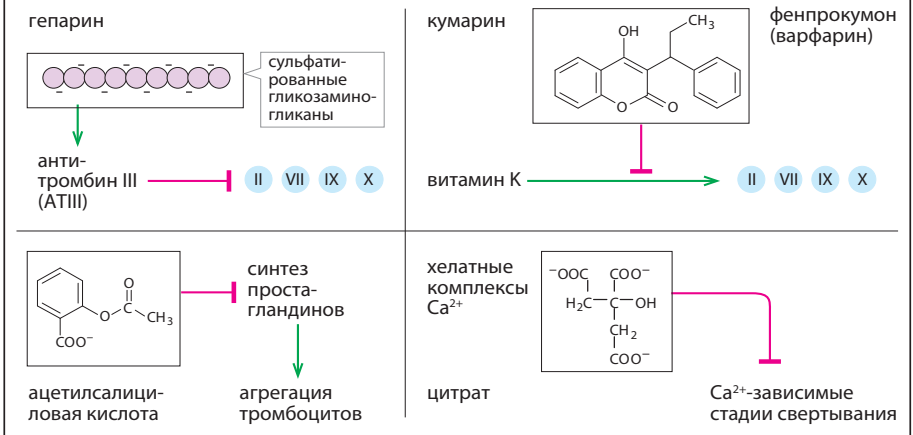 гепарин
сульфати-
рованные
гликозамино-
гликаны
анти-
тромбин III
(ATIII)
II VII IX X
кумарин
фенпрокумон
(варфарин)
OH
CH₃
O O
витамин K
II VII IX X
O
O C CH₃
COO⁻
синтез
проста-
гландинов
ацетилсалици-
ловая кислота
агрегация
тромбоцитов
хелатные
комплексы
Ca²⁺
⁻OOC COO⁻
H₂C–C–OH
CH₂
COO⁻
цитрат
Ca²⁺-зависимые
стадии свертывания